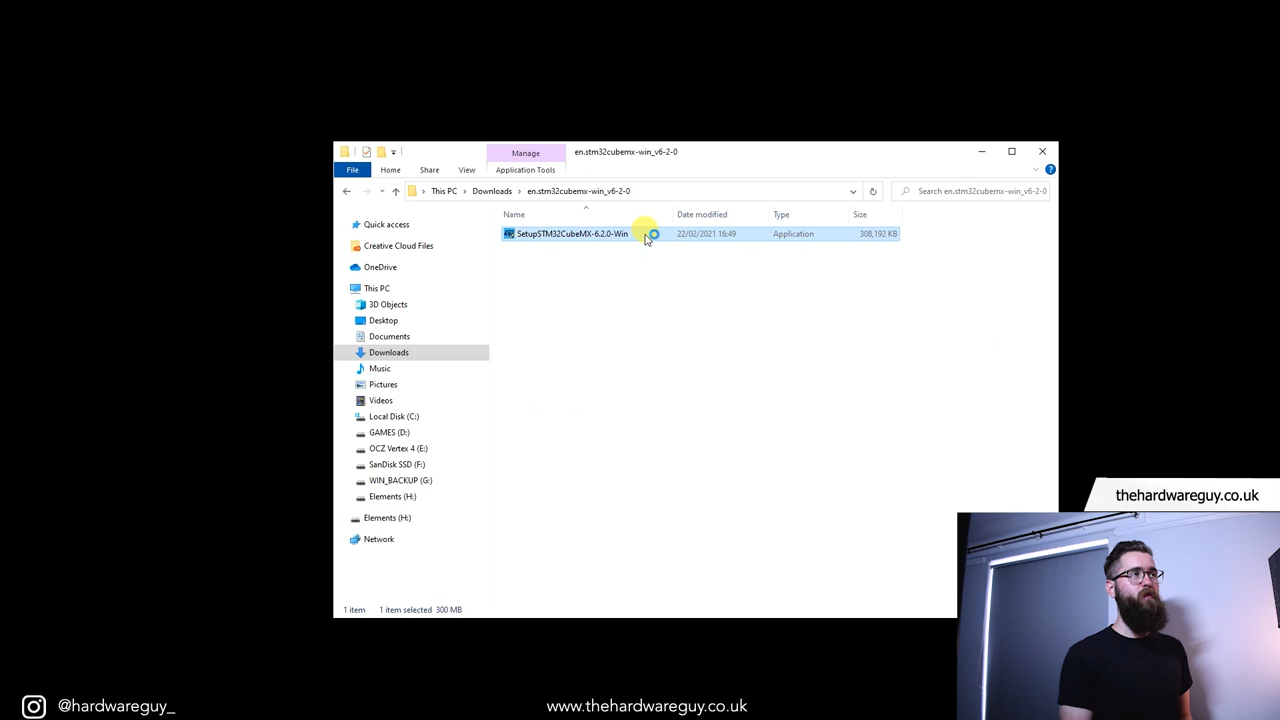 en.stm32cubemx-win_v6-2-0
Manage
File
Home
Share
View
Application Tools
This PC > Downloads > en.stm32cubemx-win_v6-2-0
Search en.stm32cubemx-win_v6-2-0
Name
Date modified
Type
Size
SetupSTM32CubeMX-6.2.0-Win
22/02/2021 16:49
Application
308,192 KB
Quick access
Creative Cloud Files
OneDrive
This PC
3D Objects
Desktop
Documents
Downloads
Music
Pictures
Videos
Local Disk (C:)
GAMES (D:)
OCZ Vertex 4 (E:)
SanDisk SSD (F:)
WIN_BACKUP (G:)
Elements (H:)
Elements (H:)
Network
1 item
1 item selected 300 MB
thehardwareguy.co.uk
@hardwareguy_
www.thehardwareguy.co.uk